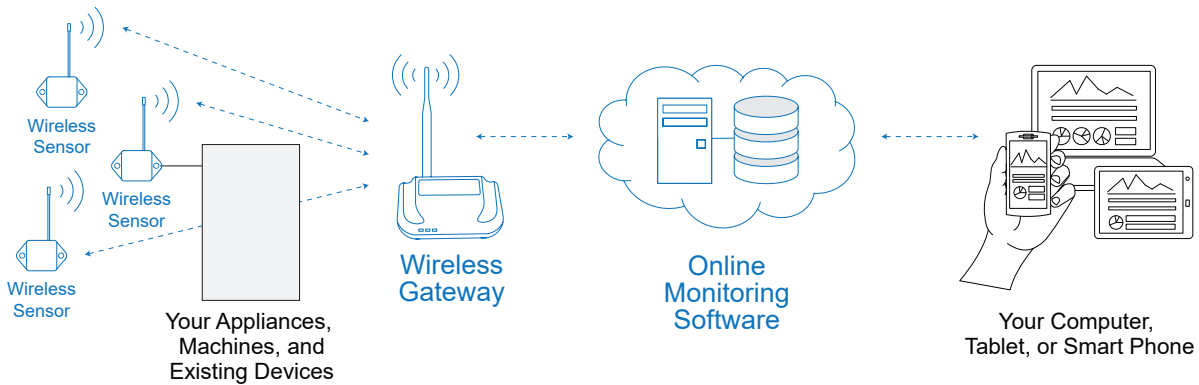 Wireless
Sensor
Wireless
Sensor
Wireless
Sensor
Your Appliances,
Machines, and
Existing Devices
Wireless
Gateway
Online
Monitoring
Software
Your Computer,
Tablet, or Smart Phone